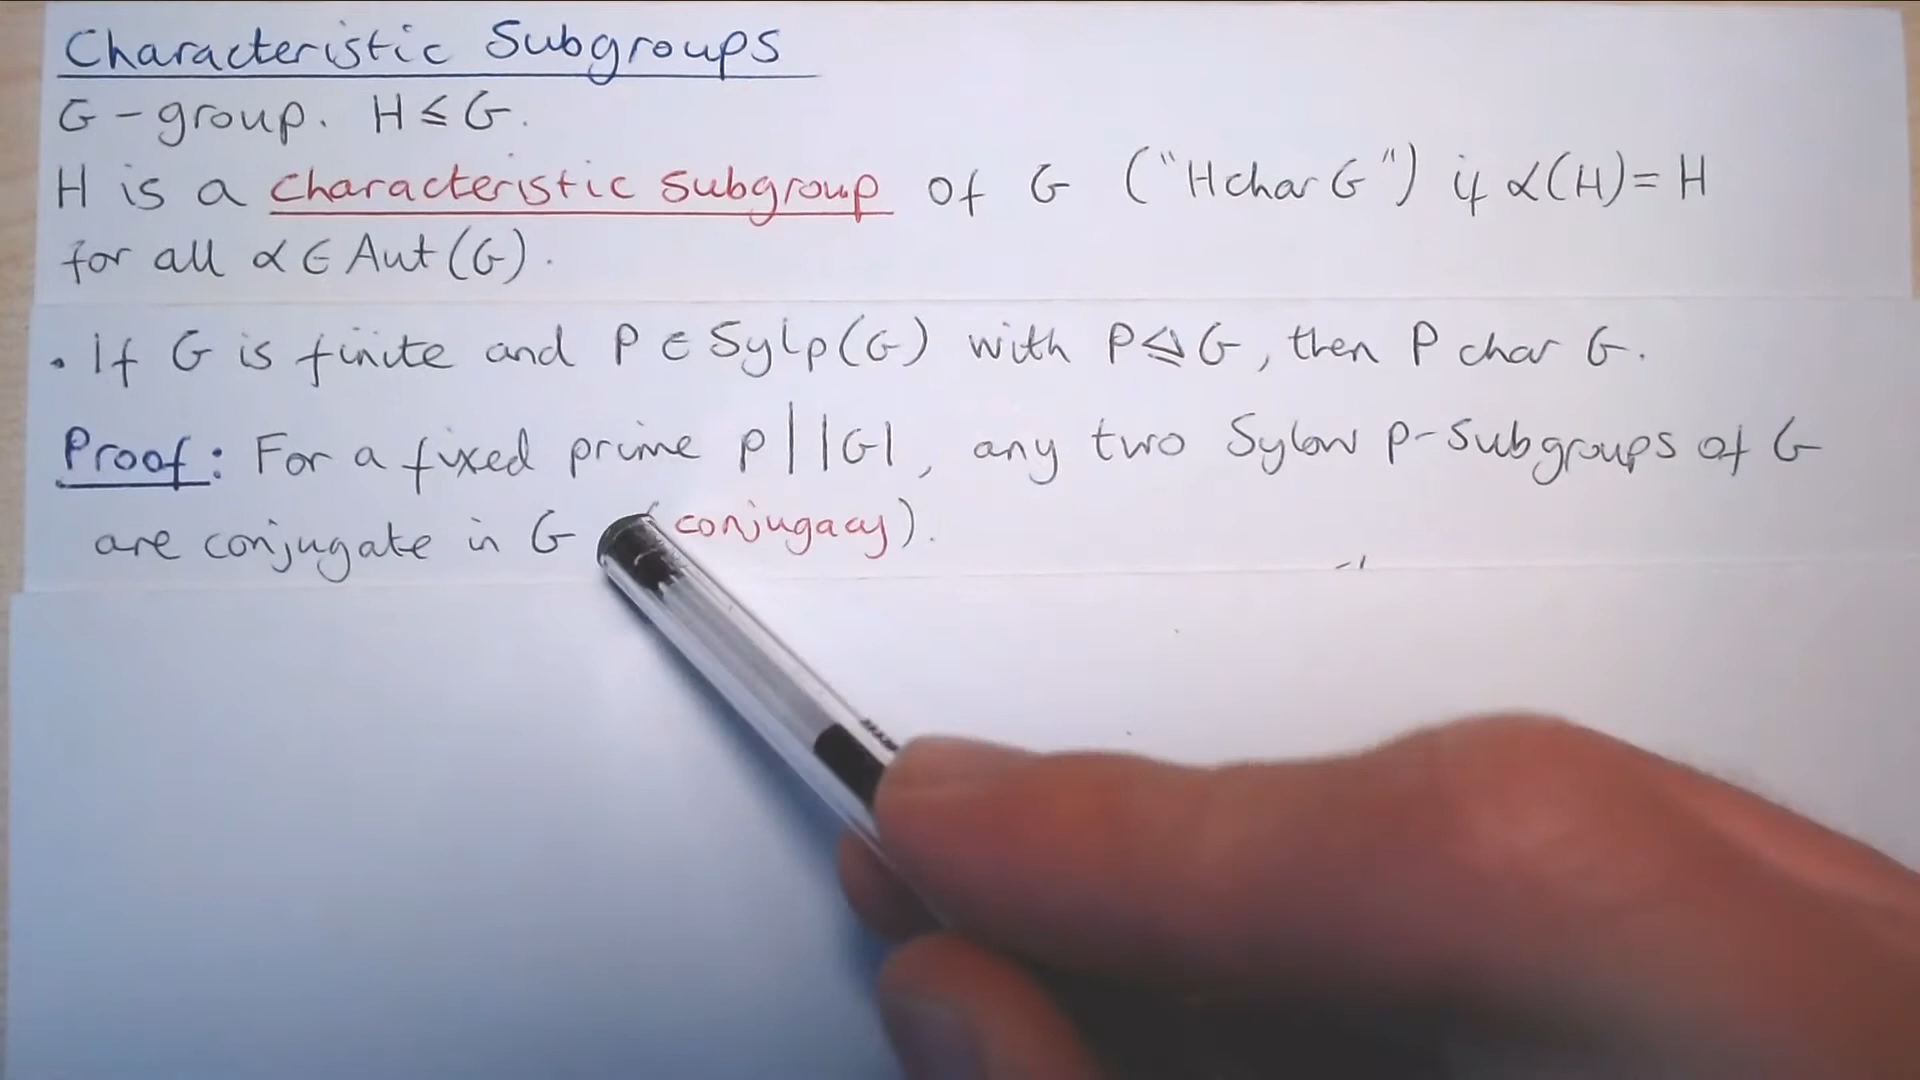 Characteristic Subgroups
G - group. H ≤ G.
H is a characteristic subgroup of G ("H char G") if α(H) = H
for all α ∈ Aut(G).
• If G is finite and P ∈ Sylp(G) with P ⊴ G, then P char G.
Proof: For a fixed prime p | |G|, any two Sylow p-subgroups of G
are conjugate in G (conjugacy).